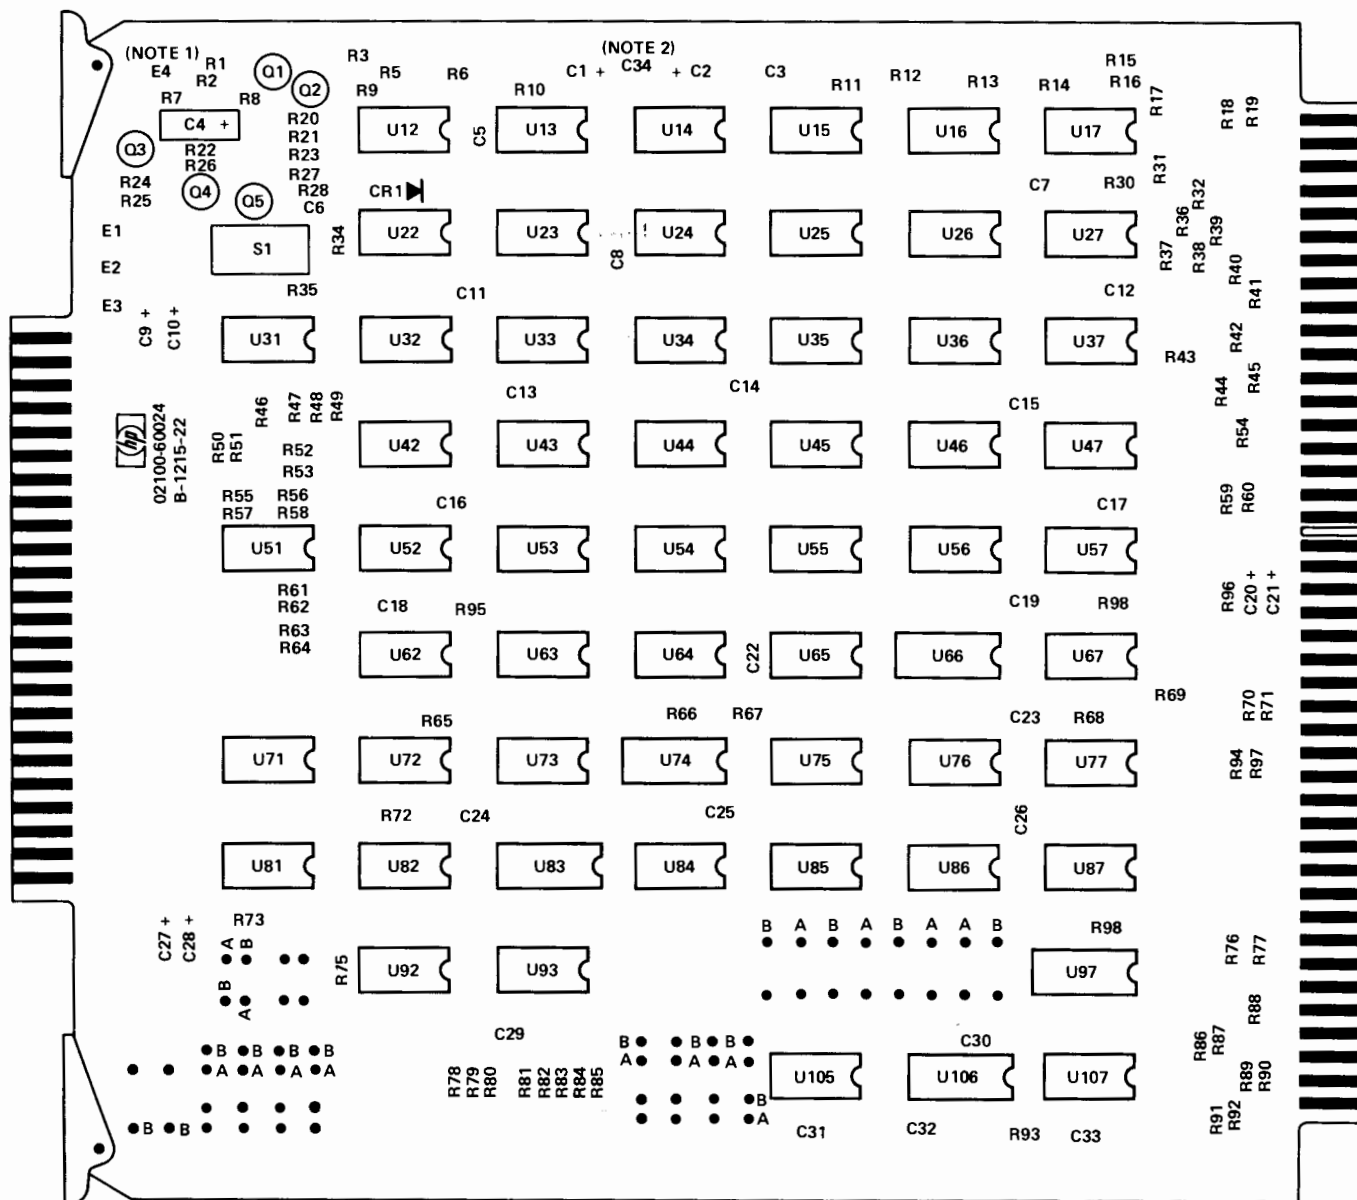 (NOTE 1)
(NOTE 2)
E4 R1
R2
Q1
Q2
R3
R5
R6
R9
C1 + C34 + C2
C3
R10
R11
R12
R13
R14
R15
R16
R17
R18
R19
R7
R8
C4 +
R20
R21
R23
R27
R28
C6
Q3
R22
R26
R24
R25
Q4
Q5
U12
C5
U13
U14
U15
U16
U17
CR1
C7
R30
R31
R32
R36
R39
R37
R38
R40
R41
E1
E2
E3
S1
R34
U22
U23
C8
U24
U25
U26
U27
R35
C11
C12
C9 +
C10 +
U31
U32
U33
U34
U35
U36
U37
R42
R43
R44
R45
C13
C14
C15
hp
02100-60024
B-1215-22
R46
R47
R48
R49
R50
R51
R52
R53
U42
U43
U44
U45
U46
U47
R54
R55 R56
R57 R58
C16
C17
R59
R60
U51
U52
U53
U54
U55
U56
U57
R61
R62
R63
R64
C18
R95
C19
R98
R96
C20 +
C21 +
U62
U63
U64
C22
U65
U66
U67
R65
R66
R67
C23
R68
R69
R70
R71
U71
U72
U73
U74
U75
U76
U77
R94
R97
R72
C24
C25
C26
U81
U82
U83
U84
U85
U86
U87
C27 +
C28 +
R73
A B
B
A
R75
U92
U93
B A B A B A A B
R98
U97
R76
R77
R88
C29
B B B B
A A A A
B B
R78
R79
R80
R81
R82
R83
R84
R85
B B B
A A A
B
A
C30
U105
U106
U107
R86
R87
R89
R90
R91
R92
C31
C32
R93
C33